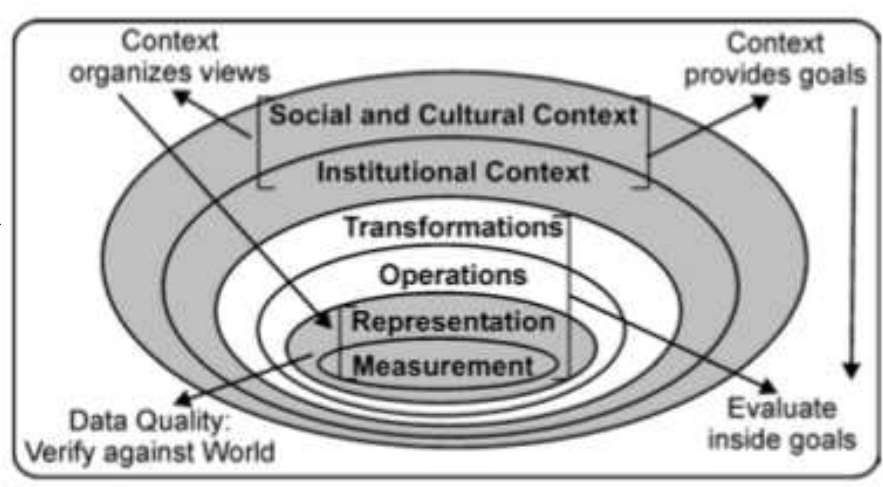 Context
organizes views
Context
provides goals
Social and Cultural Context
Institutional Context
Transformations
Operations
Representation
Measurement
Data Quality:
Verify against World
Evaluate
inside goals